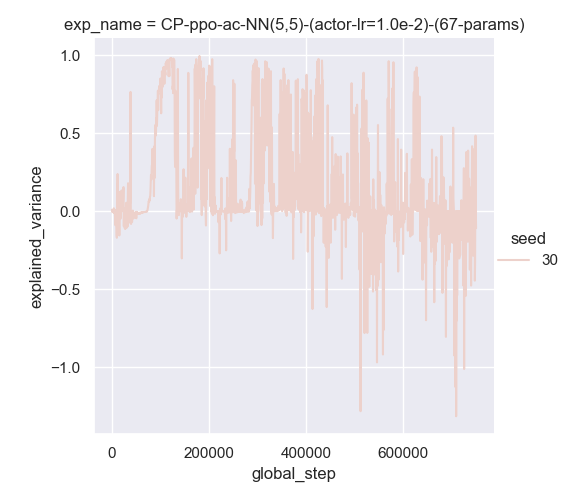 exp_name = CP-ppo-ac-NN(5,5)-(actor-lr=1.0e-2)-(67-params)
1.0
0.5
0.0
−0.5
−1.0
explained_variance
0
200000
400000
600000
global_step
seed
30